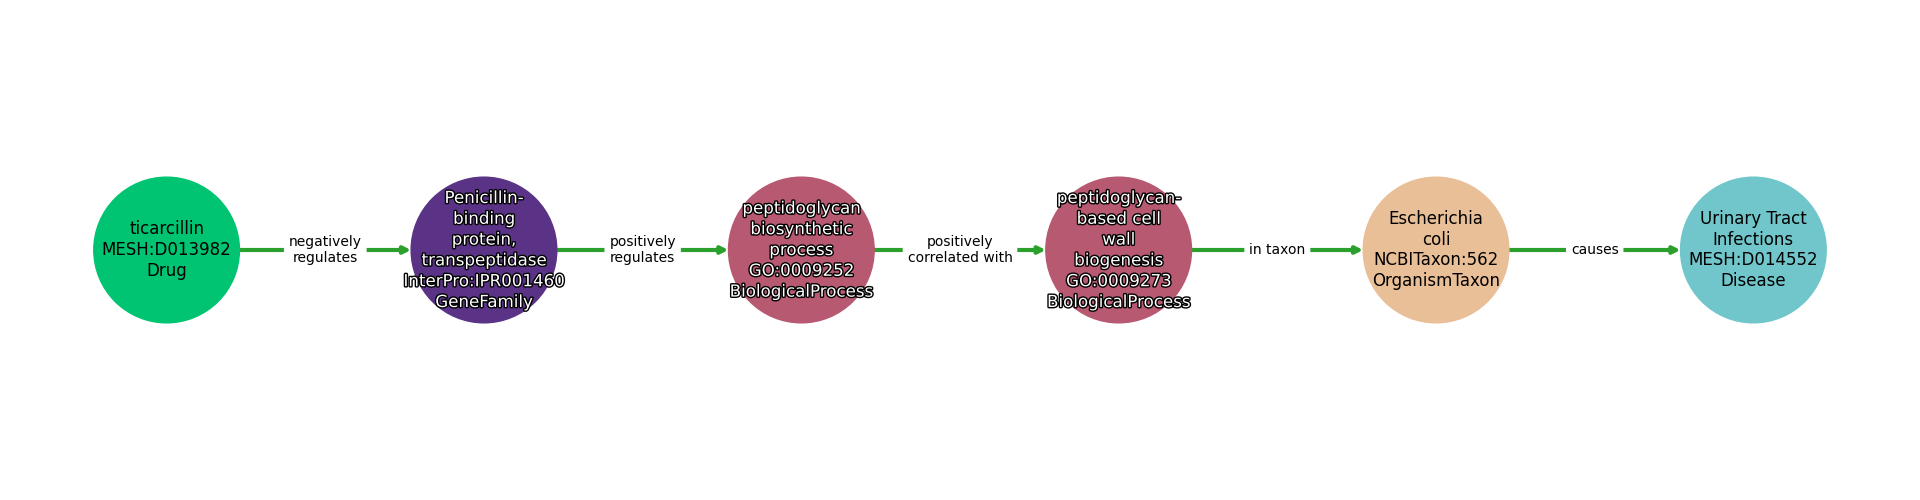 ticarcillin
MESH:D013982
Drug
negatively
regulates
Penicillin-
binding
protein,
transpeptidase
InterPro:IPR001460
GeneFamily
positively
regulates
peptidoglycan
biosynthetic
process
GO:0009252
BiologicalProcess
positively
correlated with
peptidoglycan-
based cell
wall
biogenesis
GO:0009273
BiologicalProcess
in taxon
Escherichia
coli
NCBITaxon:562
OrganismTaxon
causes
Urinary Tract
Infections
MESH:D014552
Disease